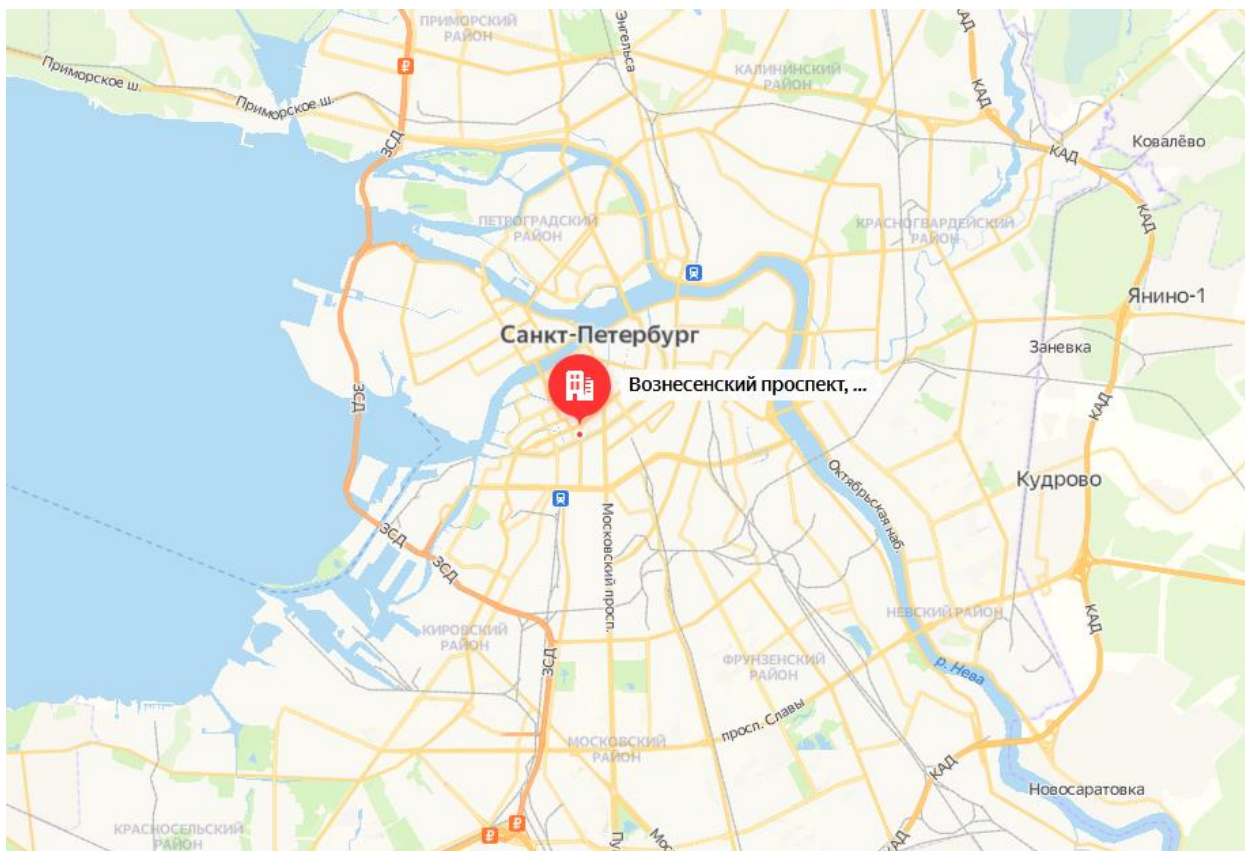 ПРИМОРСКИЙ
РАЙОН
Энгельса
Приморское ш.
Приморское ш.
КАЛИНИНСКИЙ
РАЙОН
КАД
ЗСД
КАД
Ковалёво
КАД
ПЕТРОГРАДСКИЙ
РАЙОН
КРАСНОГВАРДЕЙСКИЙ
РАЙОН
КАД
Янино-1
Санкт-Петербург
Заневка
ЗСД
Вознесенский проспект, ...
КАД
Кудрово
Октябрьская наб.
Московский просп.
ЗСД
ЗСД
КИРОВСКИЙ
РАЙОН
НЕВСКИЙ РАЙОН
КАД
ЗСД
ФРУНЗЕНСКИЙ
РАЙОН
р. Нева
просп. Славы
МОСКОВСКИЙ
РАЙОН
КАД
Новосаратовка
КРАСНОСЕЛЬСКИЙ
РАЙОН
КАД